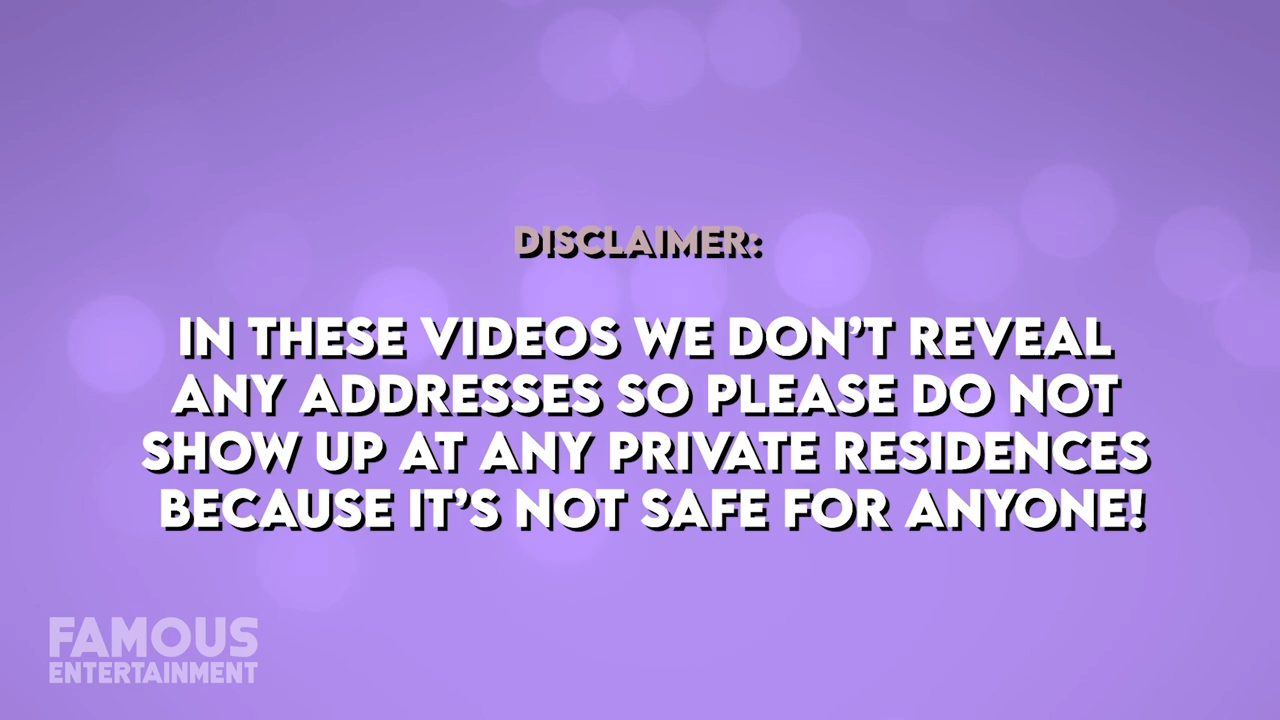 DISCLAIMER:
IN THESE VIDEOS WE DON'T REVEAL
ANY ADDRESSES SO PLEASE DO NOT
SHOW UP AT ANY PRIVATE RESIDENCES
BECAUSE IT'S NOT SAFE FOR ANYONE!
FAMOUS
ENTERTAINMENT